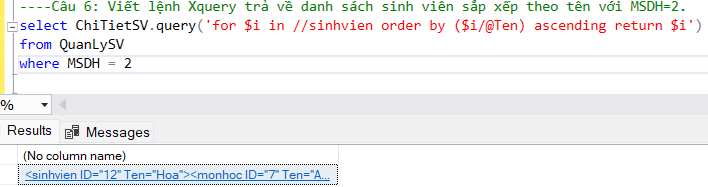 ----Câu 6: Viết lệnh Xquery trả về danh sách sinh viên sắp xếp theo tên với MSDH=2.
select ChiTietSV.query('for $i in //sinhvien order by ($i/@Ten) ascending return $i')
from QuanLySV
where MSDH = 2
%
Results Messages
(No column name)
<sinhvien ID="12" Ten="Hoa"><monhoc ID="7" Ten="A...